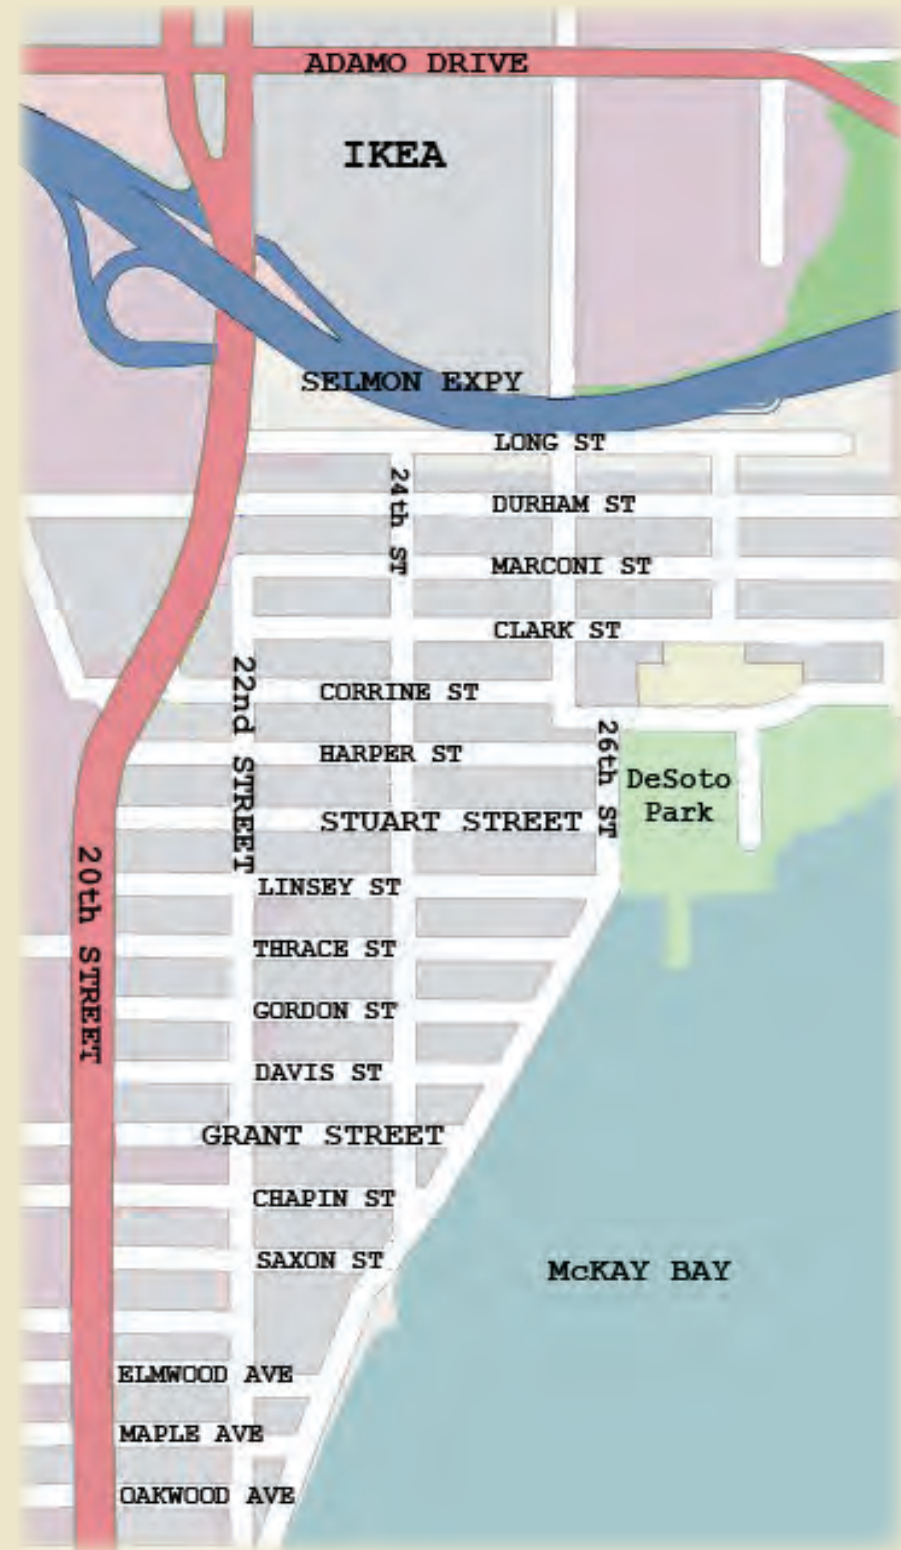 ADAMO DRIVE
IKEA
SELMON EXPY
LONG ST
24th ST
DURHAM ST
MARCONI ST
CLARK ST
22nd STREET
CORRINE ST
26th ST
HARPER ST
DeSoto
Park
STUART STREET
20th STREET
LINSEY ST
THRACE ST
GORDON ST
DAVIS ST
GRANT STREET
CHAPIN ST
SAXON ST
McKAY BAY
ELMWOOD AVE
MAPLE AVE
OAKWOOD AVE